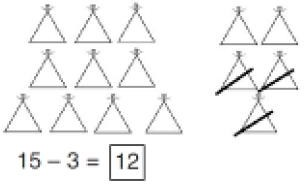 15 – 3 = 12